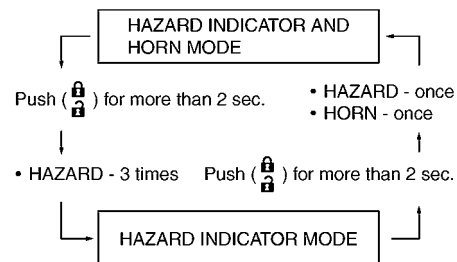 HAZARD INDICATOR AND
HORN MODE
Push ( ) for more than 2 sec.
• HAZARD - once
• HORN - once
• HAZARD - 3 times
Push ( ) for more than 2 sec.
HAZARD INDICATOR MODE